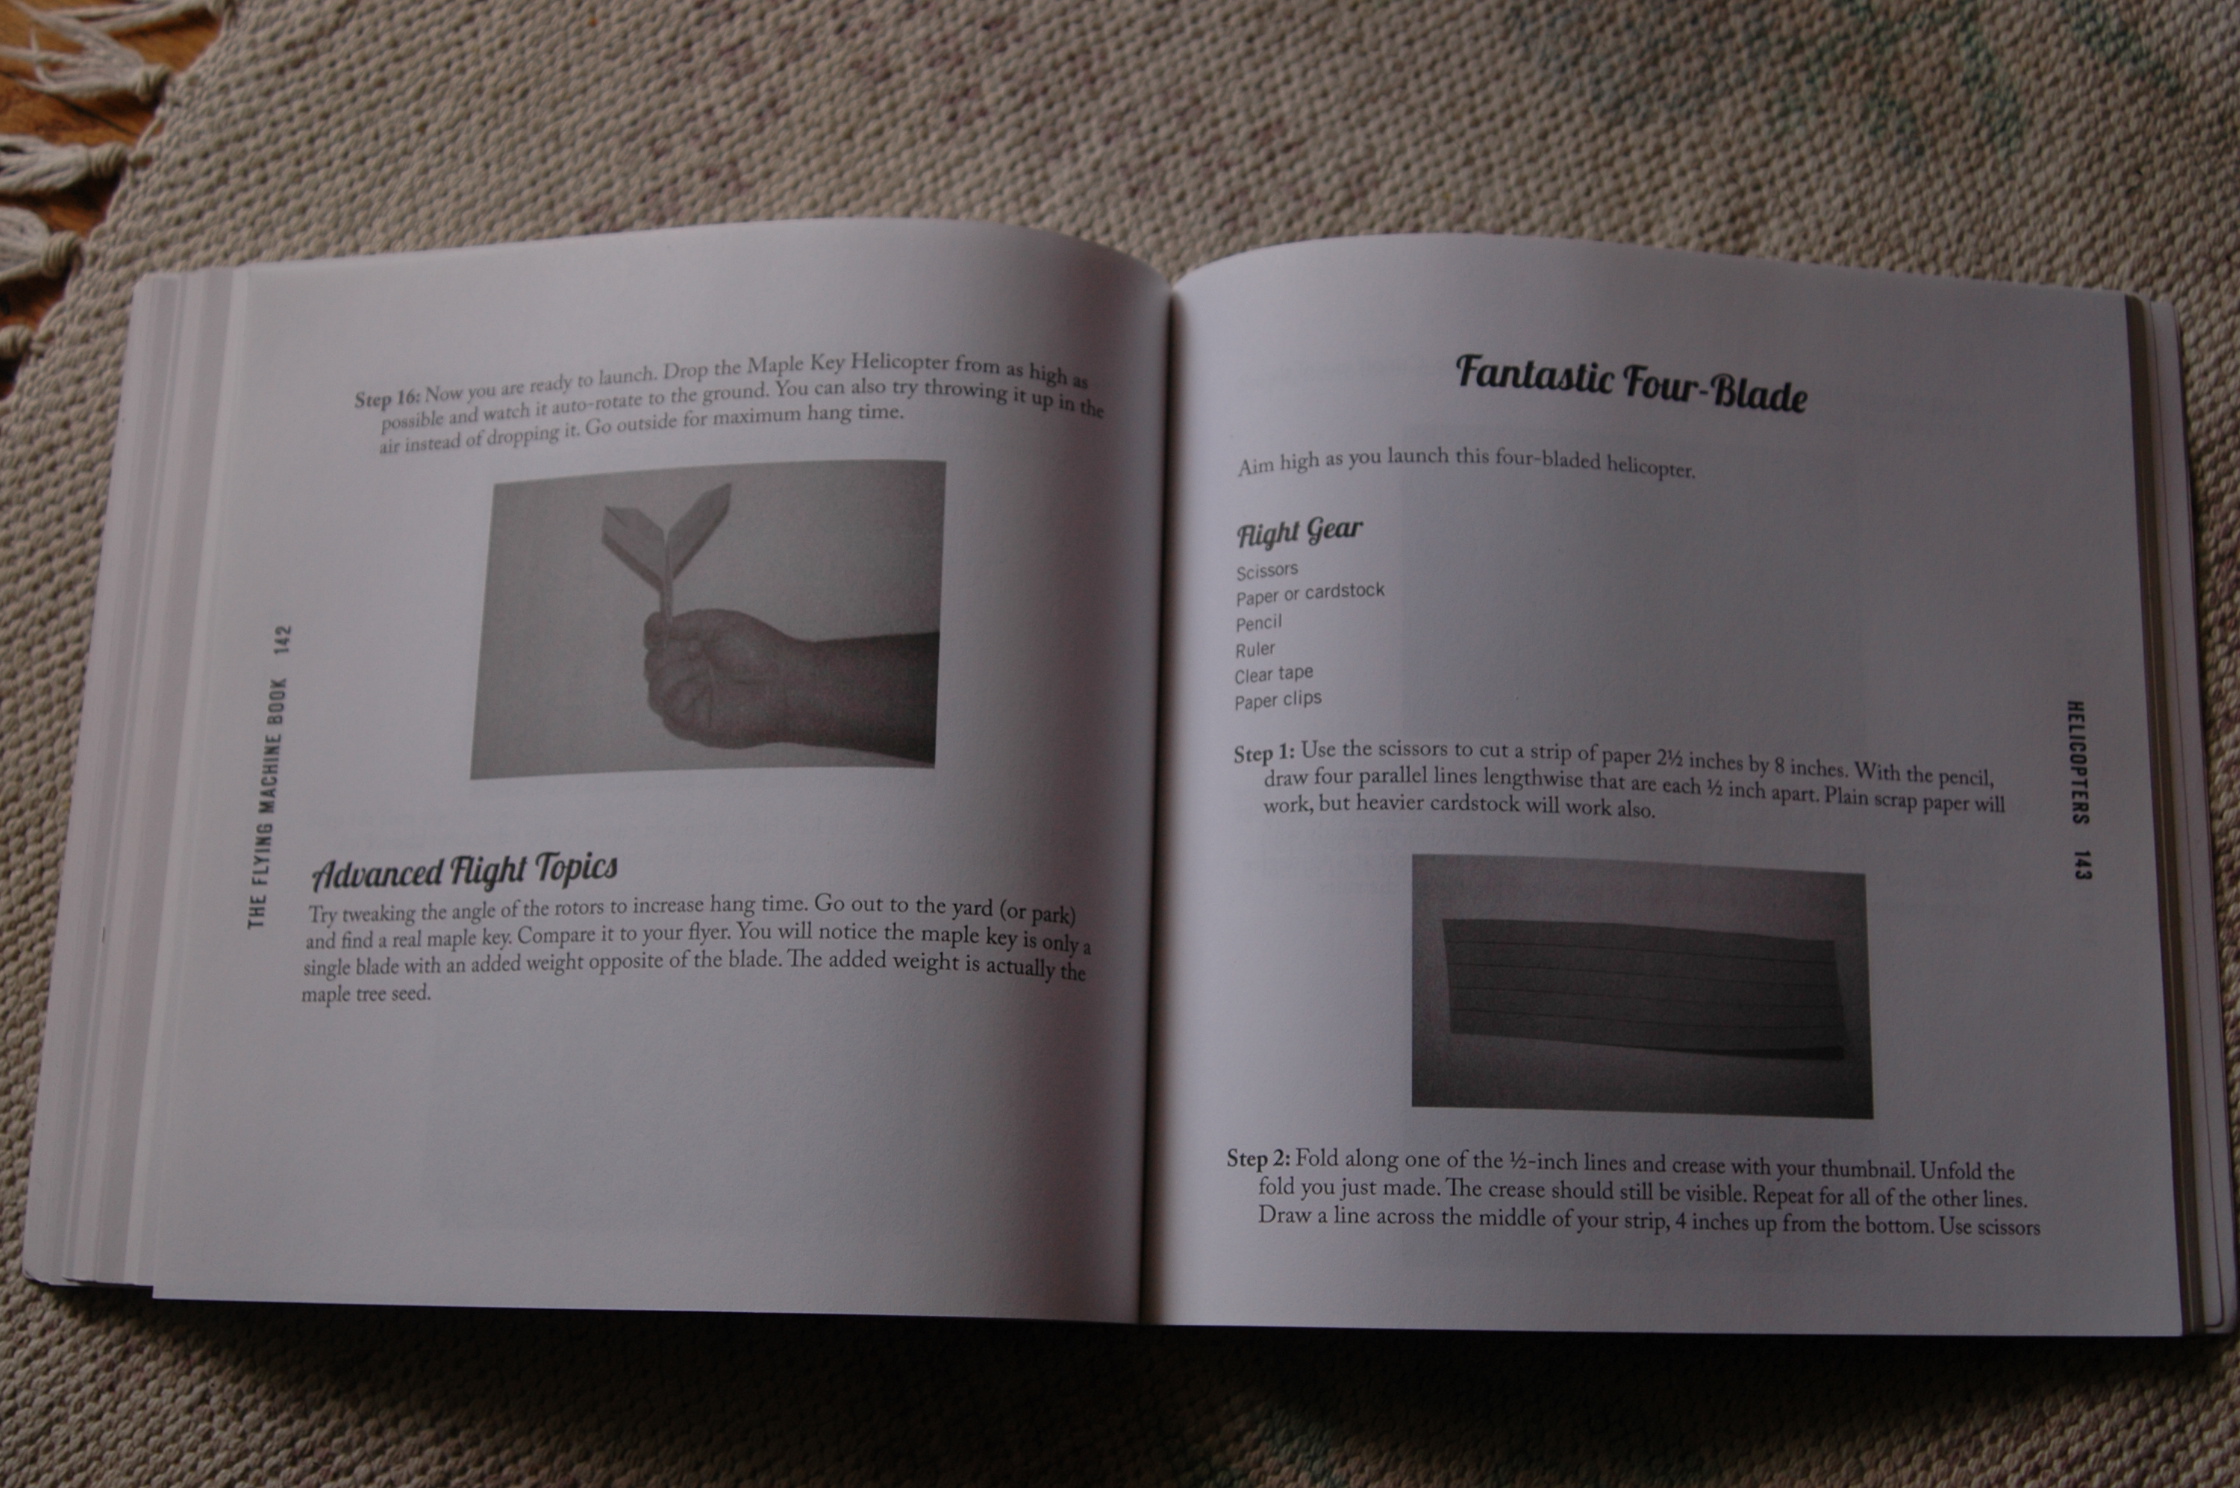 Step 16: Now you are ready to launch. Drop the Maple Key Helicopter from as high as
possible and watch it auto-rotate to the ground. You can also try throwing it up in the
air instead of dropping it. Go outside for maximum hang time.
Advanced Flight Topics
Try tweaking the angle of the rotors to increase hang time. Go out to the yard (or park)
and find a real maple key. Compare it to your flyer. You will notice the maple key is only a
single blade with an added weight opposite of the blade. The added weight is actually the
maple tree seed.
THE FLYING MACHINE BOOK 142
Fantastic Four-Blade
Aim high as you launch this four-bladed helicopter.
Flight Gear
Scissors
Paper or cardstock
Pencil
Ruler
Clear tape
Paper clips
Step 1: Use the scissors to cut a strip of paper 2½ inches by 8 inches. With the pencil,
draw four parallel lines lengthwise that are each ½ inch apart. Plain scrap paper will
work, but heavier cardstock will work also.
Step 2: Fold along one of the ½-inch lines and crease with your thumbnail. Unfold the
fold you just made. The crease should still be visible. Repeat for all of the other lines.
Draw a line across the middle of your strip, 4 inches up from the bottom. Use scissors
HELICOPTERS 143